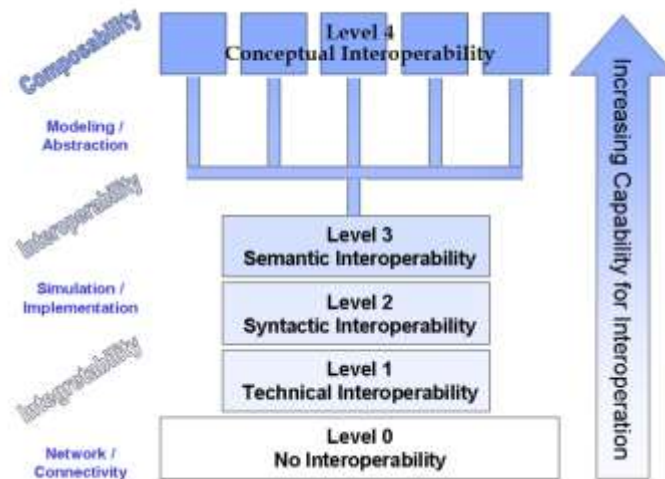 Composability
Level 4
Conceptual Interoperability
Modeling /
Abstraction
Interoperability
Level 3
Semantic Interoperability
Simulation /
Implementation
Level 2
Syntactic Interoperability
Integretability
Level 1
Technical Interoperability
Network /
Connectivity
Level 0
No Interoperability
Increasing Capability for Interoperation